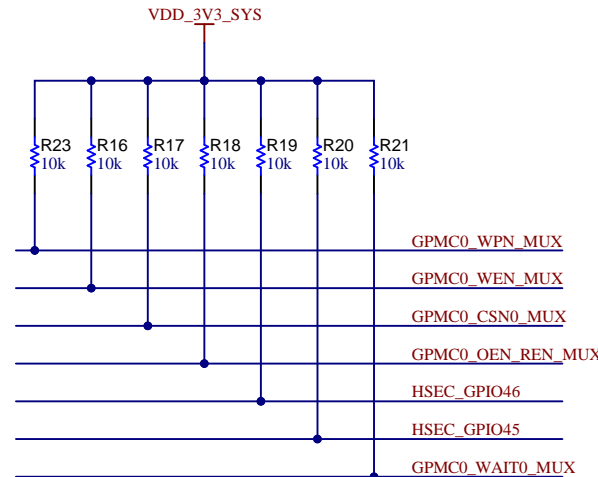 VDD_3V3_SYS
R23 R16 R17 R18 R19 R20 R21
10k 10k 10k 10k 10k 10k 10k
GPMC0_WPN_MUX
GPMC0_WEN_MUX
GPMC0_CSN0_MUX
GPMC0_OEN_REN_MUX
HSEC_GPIO46
HSEC_GPIO45
GPMC0_WAIT0_MUX